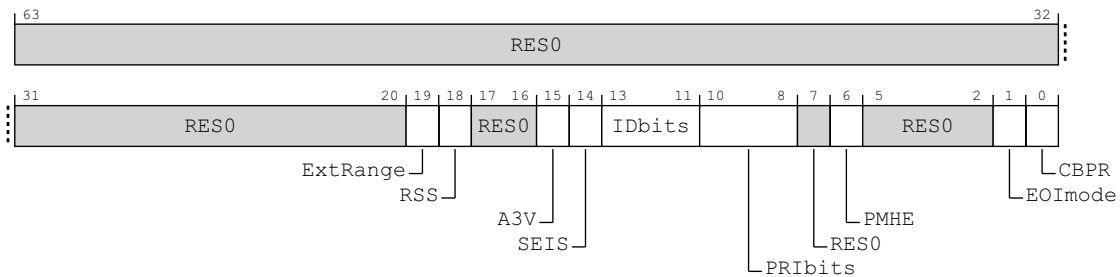 63 32
RES0
31 20 19 18 17 16 15 14 13 11 10 8 7 6 5 2 1 0
RES0 RES0 IDbits RES0
ExtRange CBPR
RSS EOImode
A3V PMHE
SEIS RES0
PRIbits